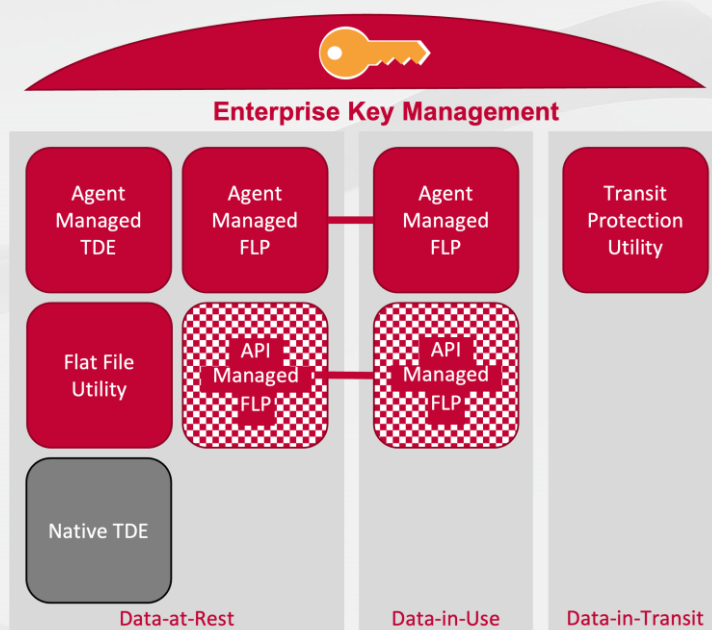 Enterprise Key Management
Agent
Managed
TDE
Agent
Managed
FLP
Agent
Managed
FLP
Transit
Protection
Utility
Flat File
Utility
API
Managed
FLP
API
Managed
FLP
Native TDE
Data-at-Rest
Data-in-Use
Data-in-Transit